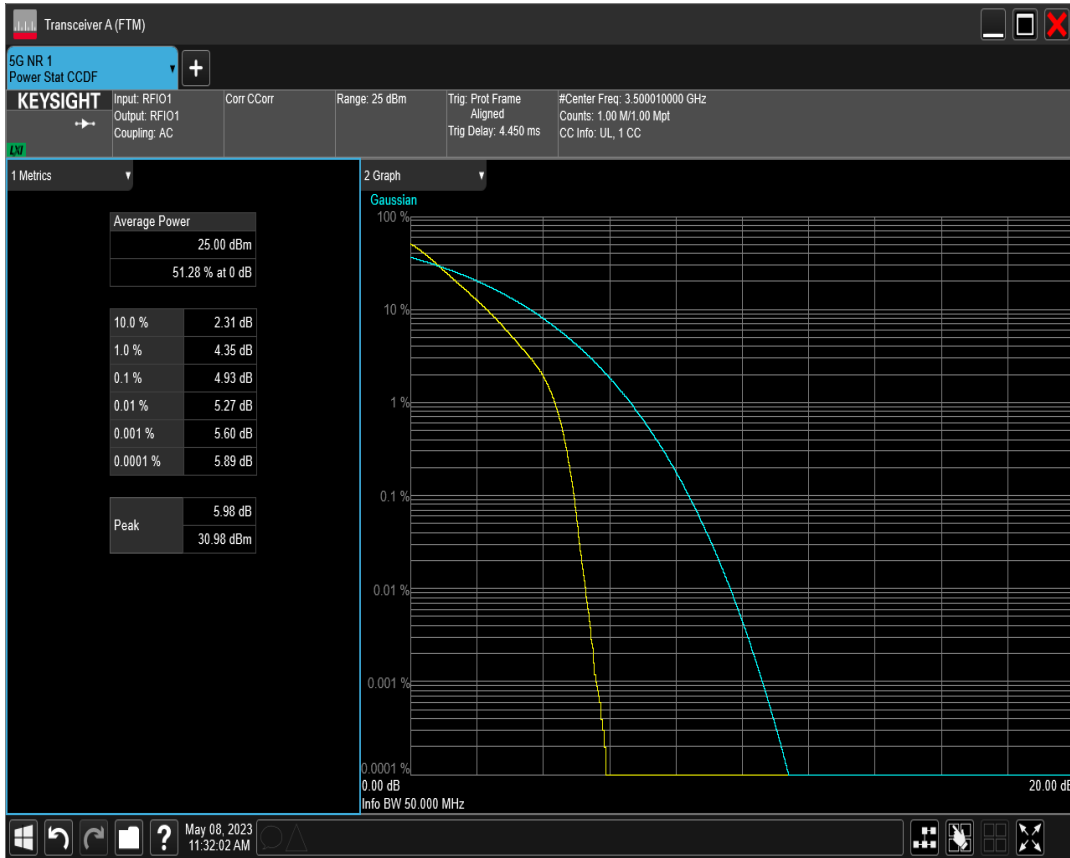 Transceiver A (FTM)
5G NR 1
Power Stat CCDF
+
KEYSIGHT
LXI
Input: RFIO1
Output: RFIO1
Coupling: AC
Corr CCorr
Range: 25 dBm
Trig: Prot Frame
Aligned
Trig Delay: 4.450 ms
#Center Freq: 3.500010000 GHz
Counts: 1.00 M/1.00 Mpt
CC Info: UL, 1 CC
1 Metrics
Average Power
25.00 dBm
51.28 % at 0 dB
10.0 % 2.31 dB
1.0 % 4.35 dB
0.1 % 4.93 dB
0.01 % 5.27 dB
0.001 % 5.60 dB
0.0001 % 5.89 dB
Peak
5.98 dB
30.98 dBm
2 Graph
Gaussian
100 %
10 %
1 %
0.1 %
0.01 %
0.001 %
0.0001 %
0.00 dB 20.00 dB
Info BW 50.000 MHz
?
May 08, 2023
11:32:02 AM